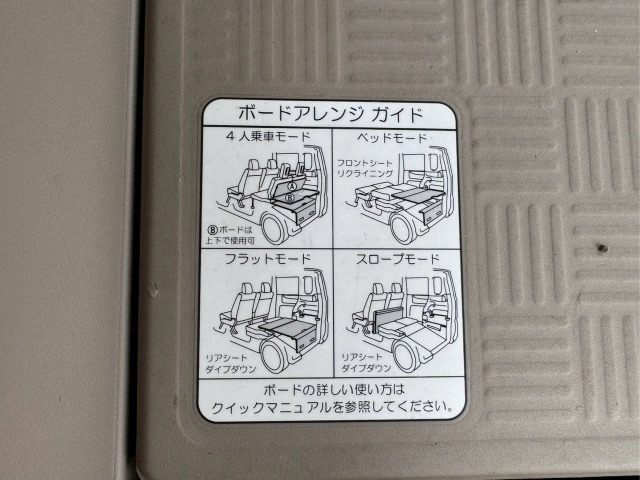 ボードアレンジ ガイド
4人乗車モード
Ⓐ
Ⓑ
Ⓑボードは
上下で使用可
ベッドモード
フロントシート
リクライニング
フラットモード
リアシート
ダイブダウン
スロープモード
リアシート
ダイブダウン
ボードの詳しい使い方は
クイックマニュアルを参照してください。